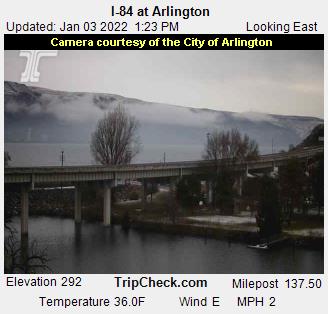 I-84 at Arlington
Updated: Jan 03 2022 1:23 PM Looking East
Camera courtesy of the City of Arlington
Elevation 292 TripCheck.com Milepost 137.50
Temperature 36.0F Wind E MPH 2